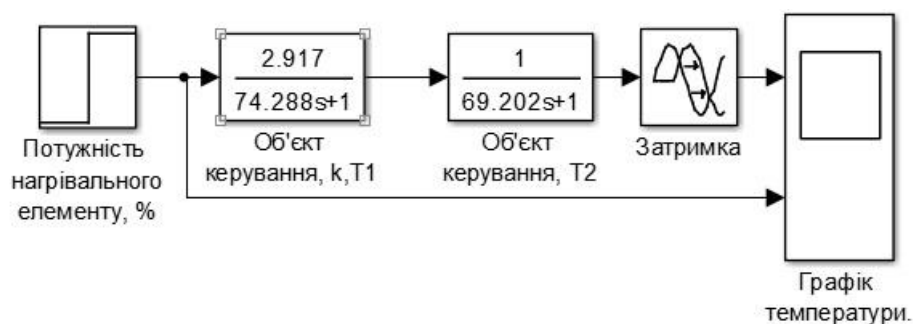 2.917
74.288s+1
1
69.202s+1
Потужність
нагрівального
елементу, %
Об'єкт
керування, k,T1
Об'єкт
керування, T2
Затримка
Графік
температури.